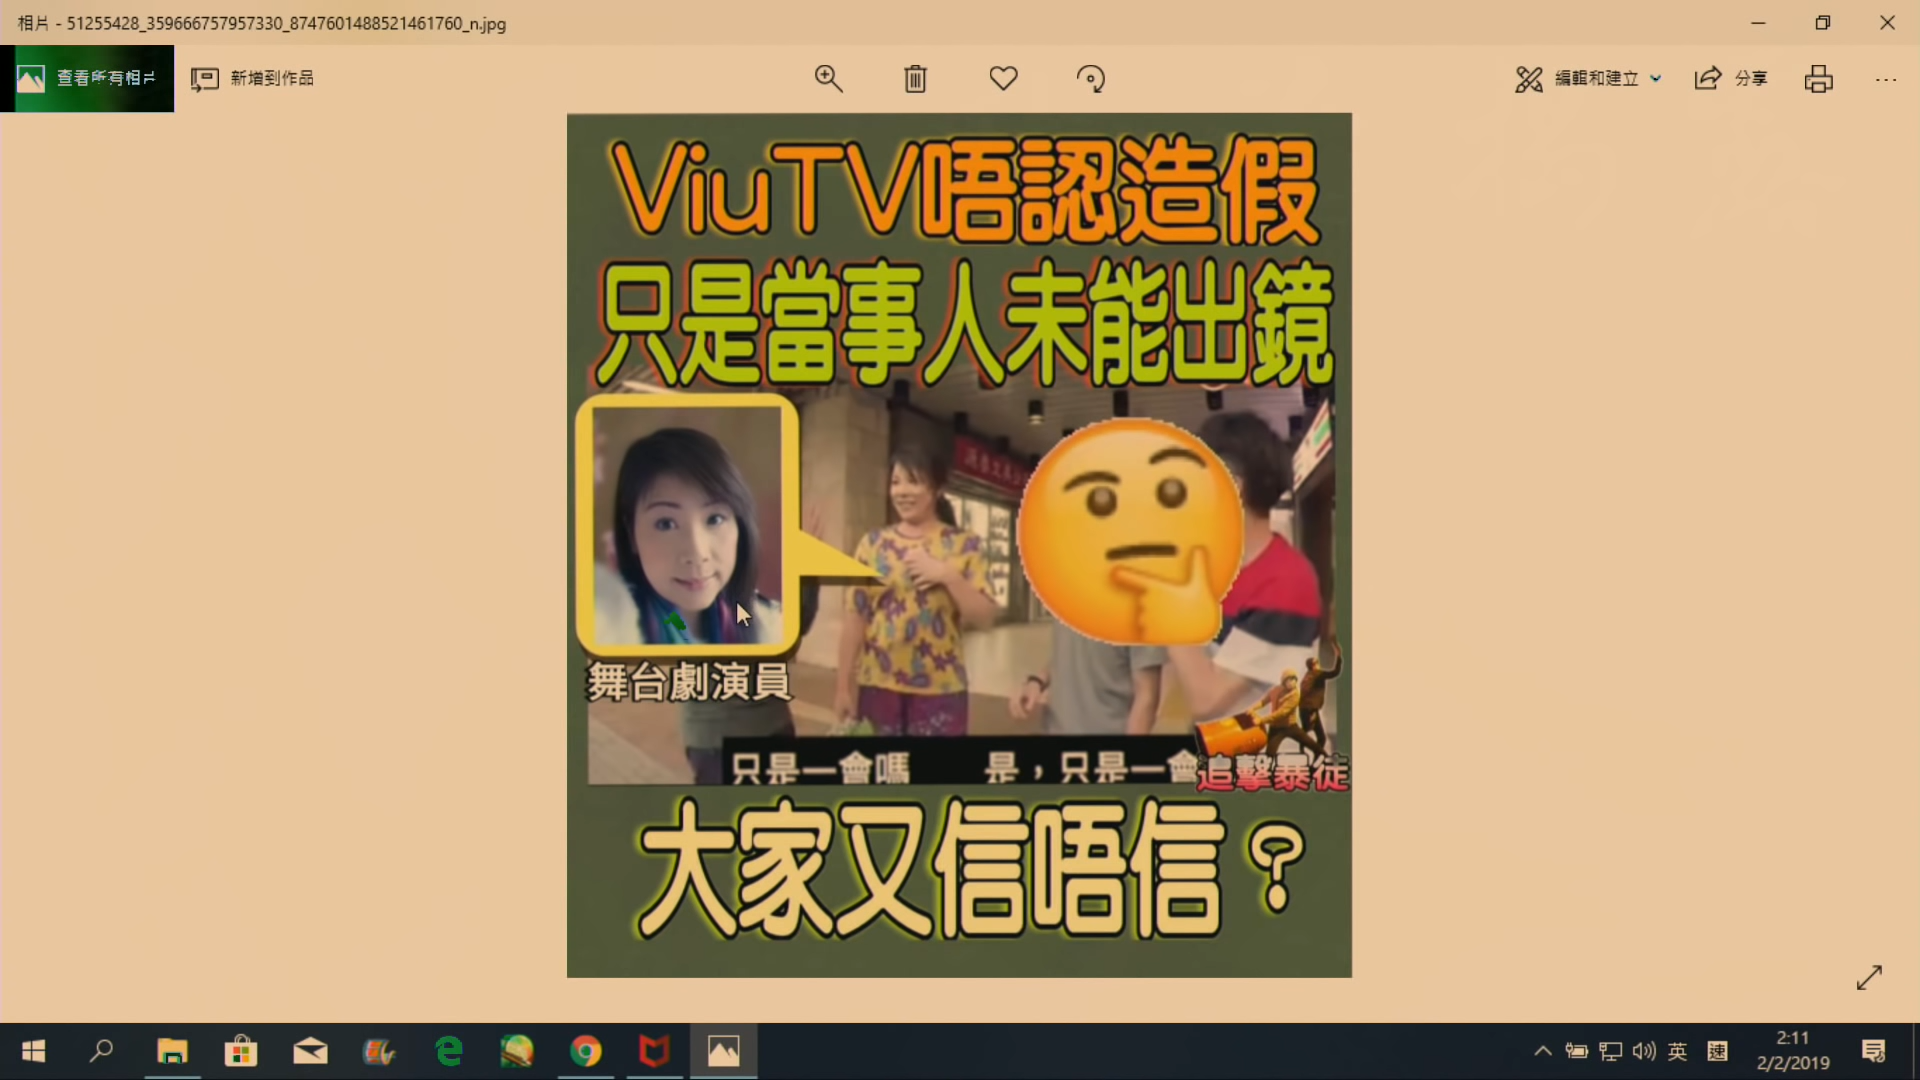 相片 - 51255428_359666757957330_8747601488521461760_n.jpg
查看所有相片
新增到作品
編輯和建立
分享
ViuTV唔認造假
只是當事人未能出鏡
舞台劇演員
只是一會嗎 是，只是一會
追擊暴徒
大家又信唔信？
英
速
2:11
2/2/2019